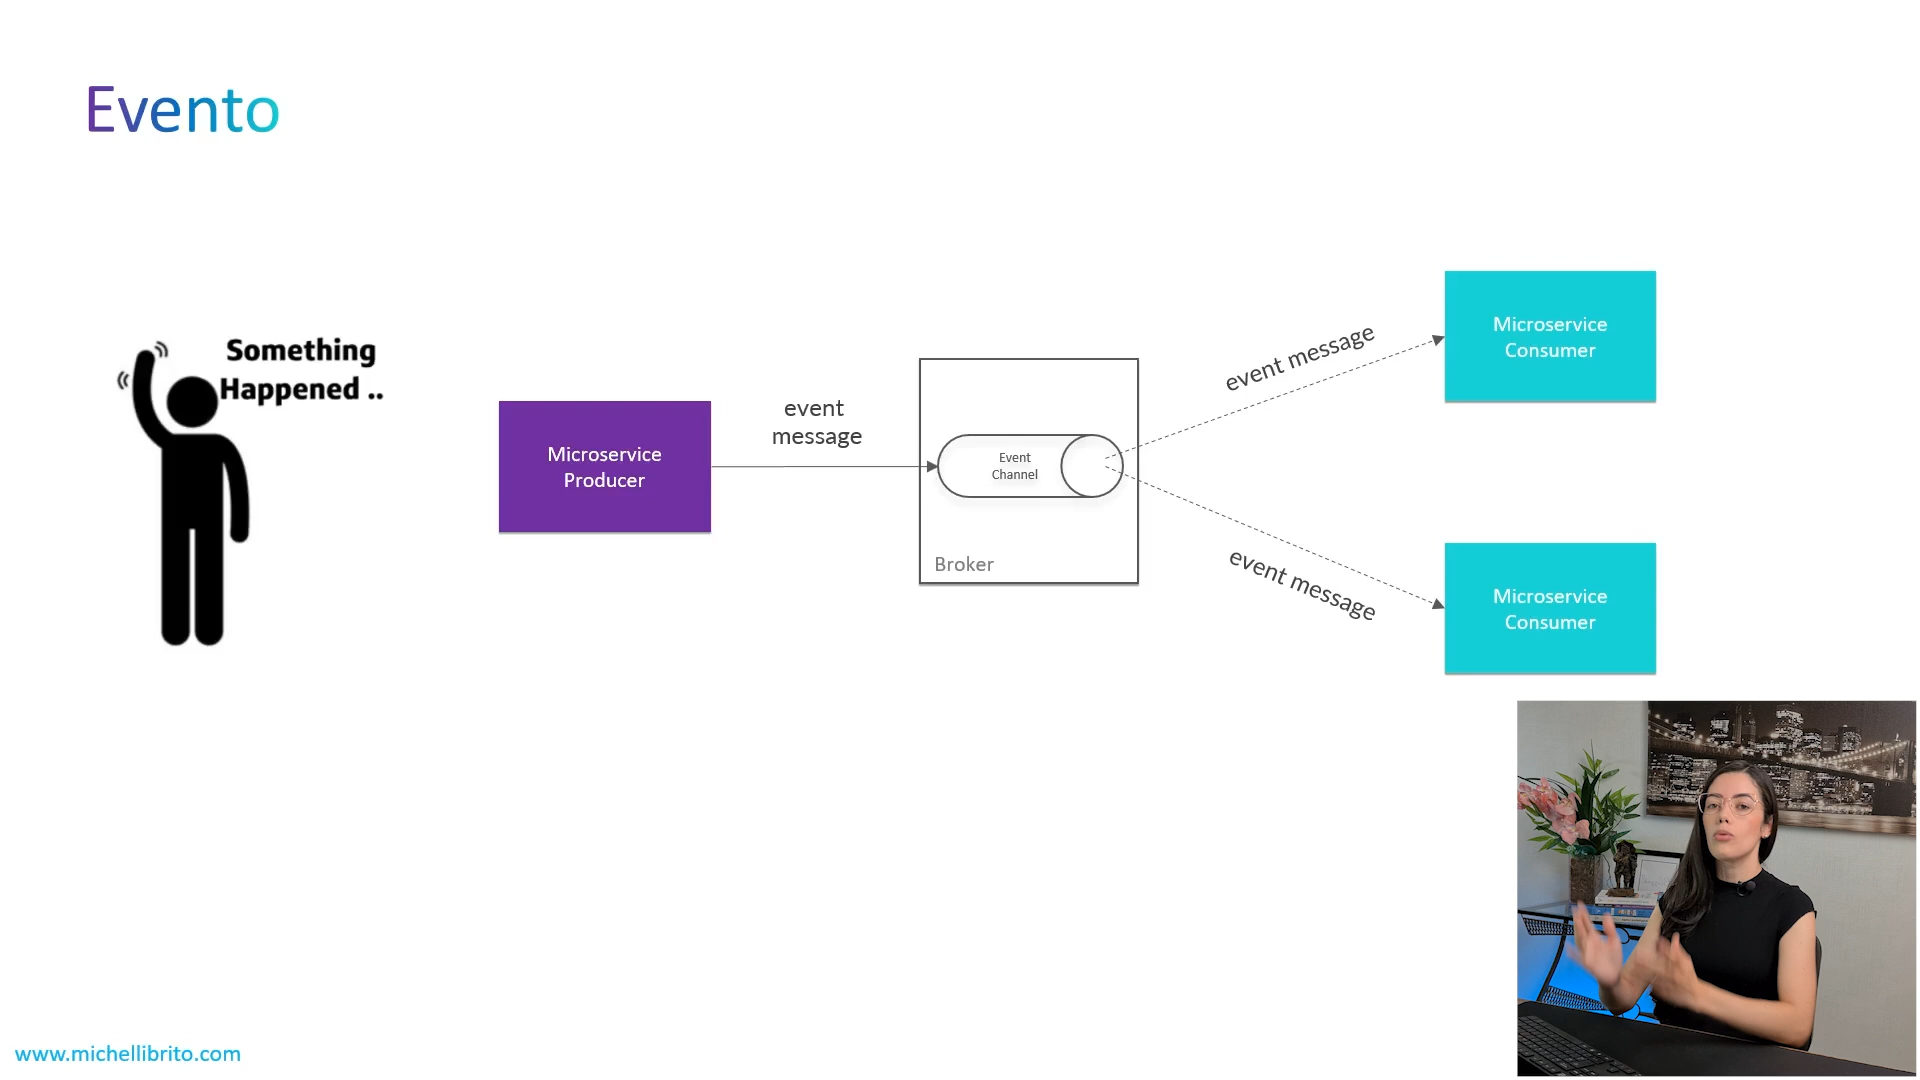 Evento
Something
Happened ..
Microservice
Producer
event
message
Event
Channel
Broker
event message
event message
Microservice
Consumer
Microservice
Consumer
www.michellibrito.com